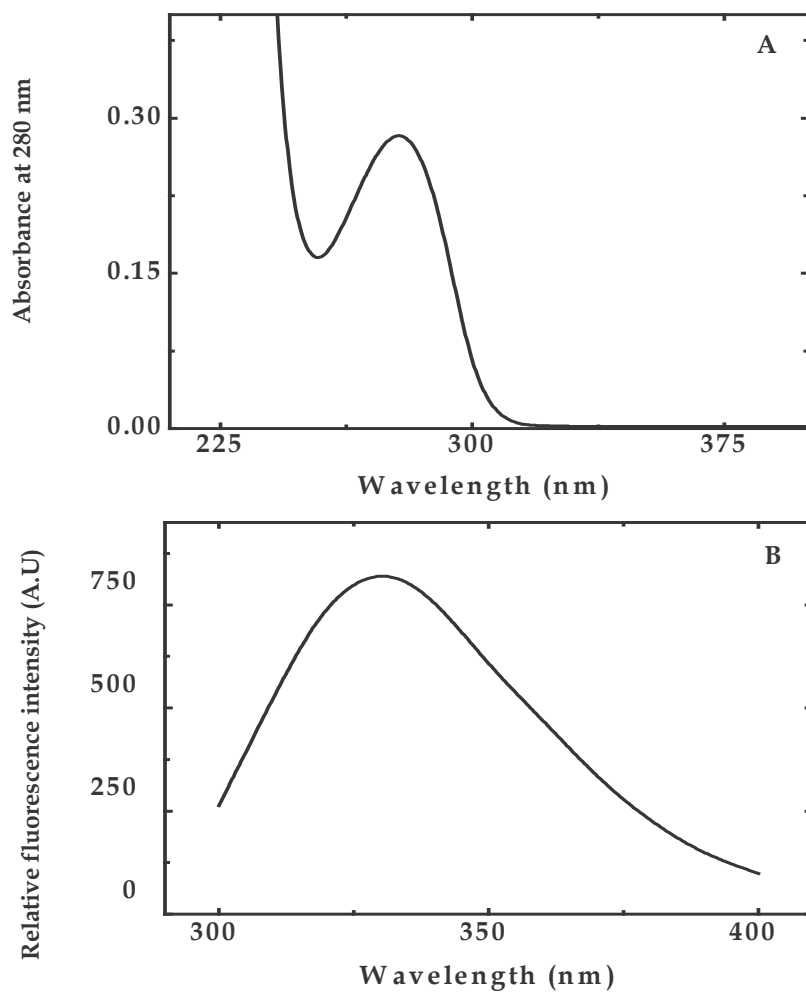 A
Absorbance at 280 nm
0.30
0.15
0.00
225 300 375
Wavelength (nm)
B
Relative fluorescence intensity (A.U)
750
500
250
0
300 350 400
Wavelength (nm)